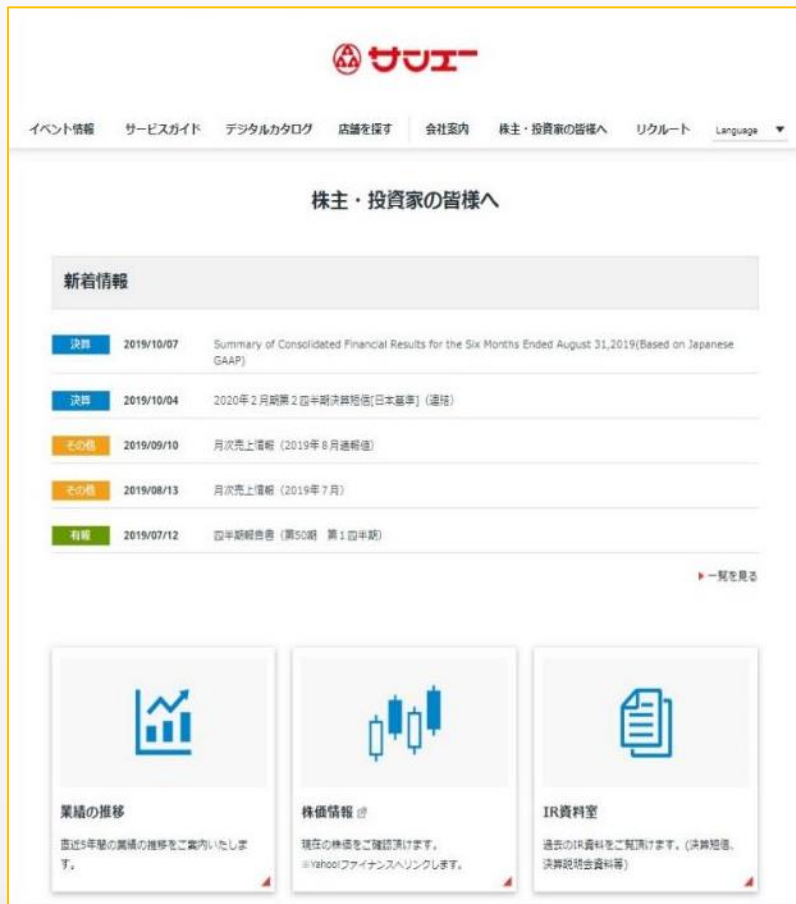 サンエー
イベント情報 サービスガイド デジタルカタログ 店舗を探す 会社案内 株主・投資家の皆様へ リクルート Language
株主・投資家の皆様へ
新着情報
決算 2019/10/07 Summary of Consolidated Financial Results for the Six Months Ended August 31,2019(Based on Japanese
GAAP)
決算 2019/10/04 2020年2月期第2四半期決算短信[日本基準]（連結）
その他 2019/09/10 月次売上情報（2019年8月速報値）
その他 2019/08/13 月次売上情報（2019年7月）
有報 2019/07/12 四半期報告書（第50期 第1四半期）
一覧を見る
業績の推移
直近5年間の業績の推移をご案内いたしま
す。
株価情報
現在の株価をご確認頂けます。
※Yahoo!ファイナンスへリンクします。
IR資料室
過去のIR資料をご覧頂けます。(決算短信、
決算説明会資料等)